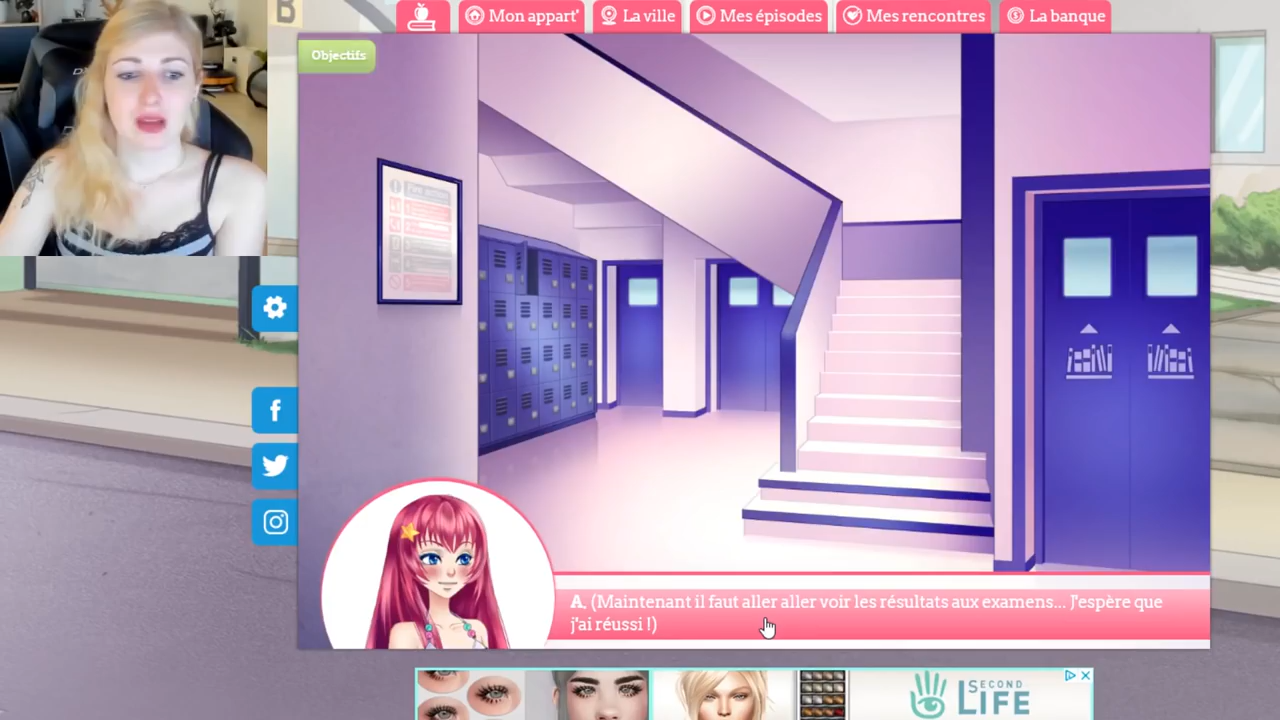 B
Mon appart'
La ville
Mes épisodes
Mes rencontres
La banque
Objectifs
A. (Maintenant il faut aller aller voir les résultats aux examens... J'espère que
j'ai réussi !)
SECOND
LIFE